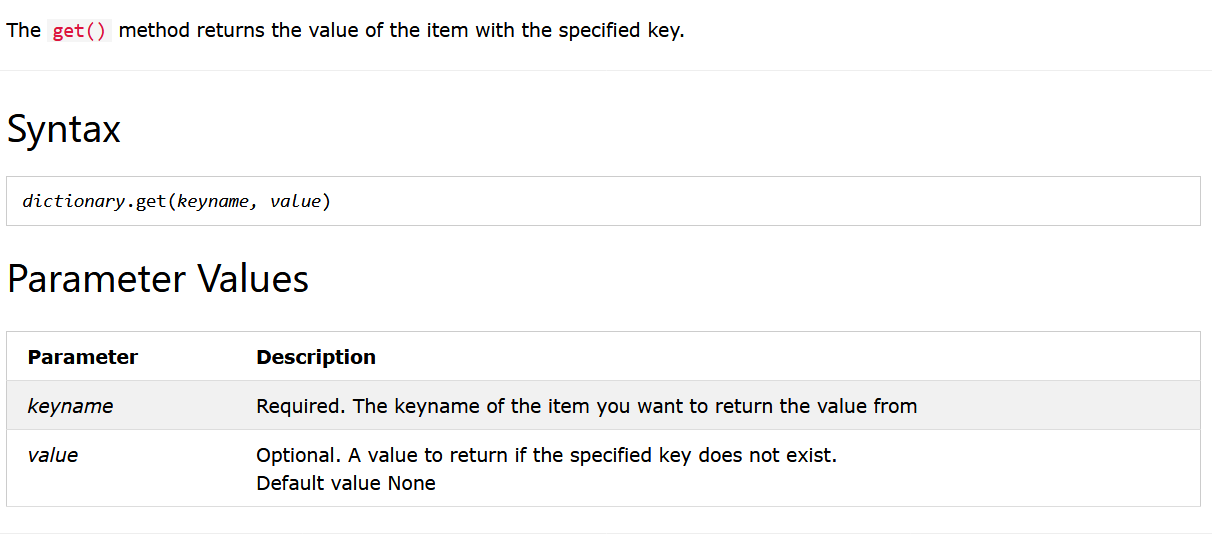 The get() method returns the value of the item with the specified key.
Syntax
dictionary.get(keyname, value)
Parameter Values
Parameter Description
keyname Required. The keyname of the item you want to return the value from
value Optional. A value to return if the specified key does not exist.
Default value None